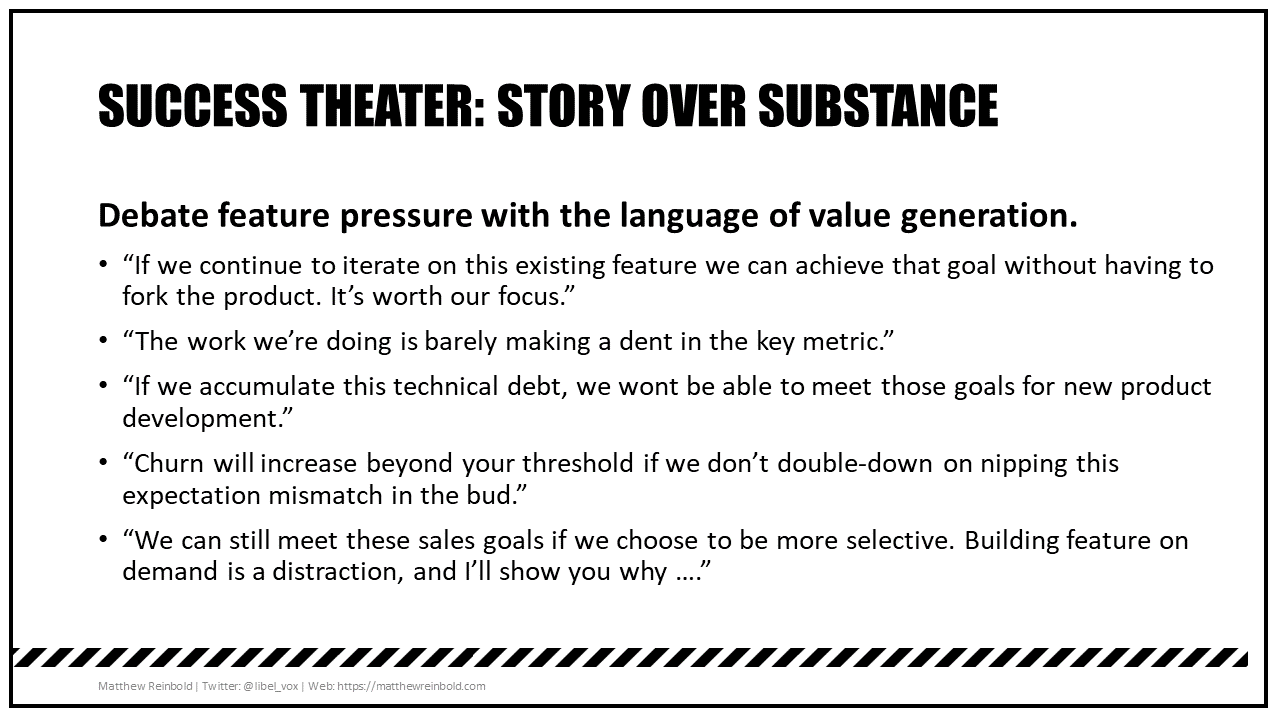 SUCCESS THEATER: STORY OVER SUBSTANCE
Debate feature pressure with the language of value generation.
• “If we continue to iterate on this existing feature we can achieve that goal without having to
fork the product. It’s worth our focus.”
• “The work we’re doing is barely making a dent in the key metric.”
• “If we accumulate this technical debt, we wont be able to meet those goals for new product
development.”
• “Churn will increase beyond your threshold if we don’t double-down on nipping this
expectation mismatch in the bud.”
• “We can still meet these sales goals if we choose to be more selective. Building feature on
demand is a distraction, and I’ll show you why ….”
Matthew Reinbold | Twitter: @libel_vox | Web: https://matthewreinbold.com